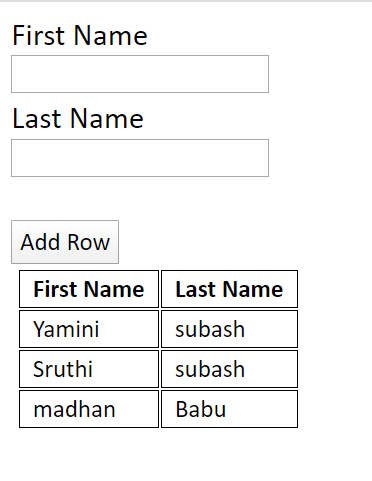 First Name
Last Name
Add Row
First Name Last Name
Yamini subash
Sruthi subash
madhan Babu